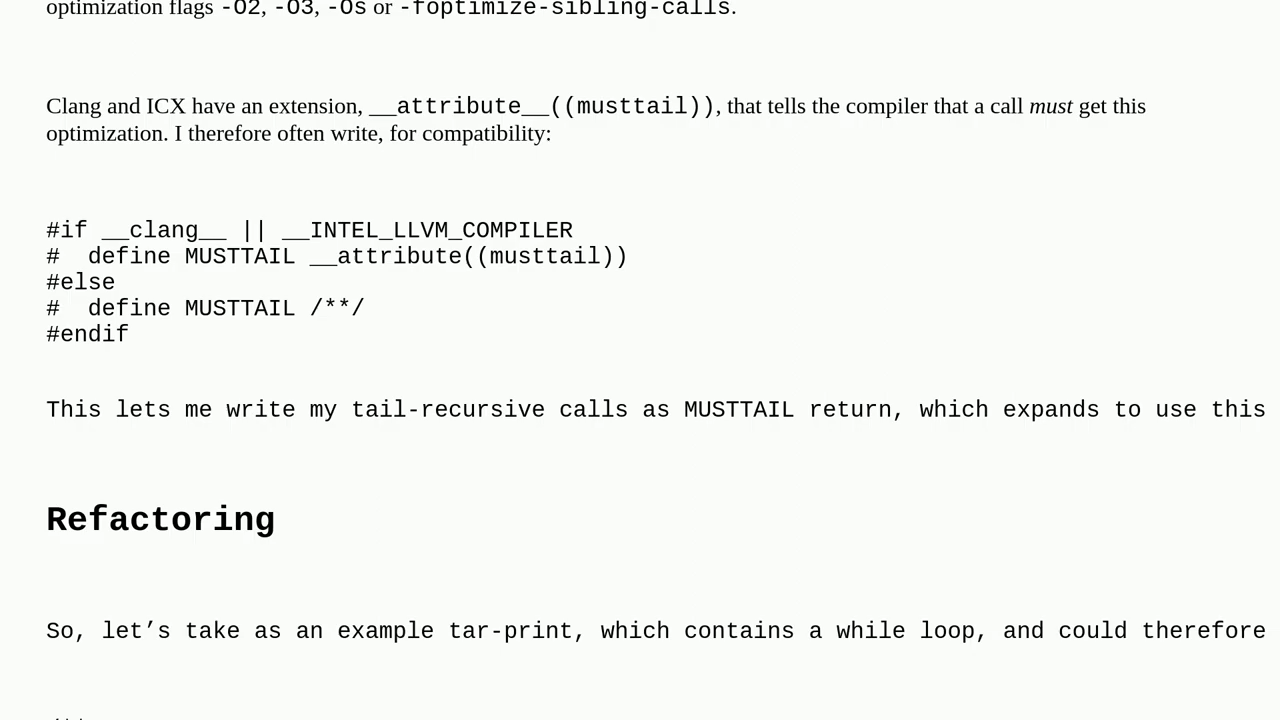 optimization flags -O2, -O3, -Os or -foptimize-sibling-calls.
Clang and ICX have an extension, __attribute__((musttail)), that tells the compiler that a call must get this
optimization. I therefore often write, for compatibility:
#if __clang__ || __INTEL_LLVM_COMPILER
#  define MUSTTAIL __attribute((musttail))
#else
#  define MUSTTAIL /**/
#endif
This lets me write my tail-recursive calls as MUSTTAIL return, which expands to use this
Refactoring
So, let’s take as an example tar-print, which contains a while loop, and could therefore